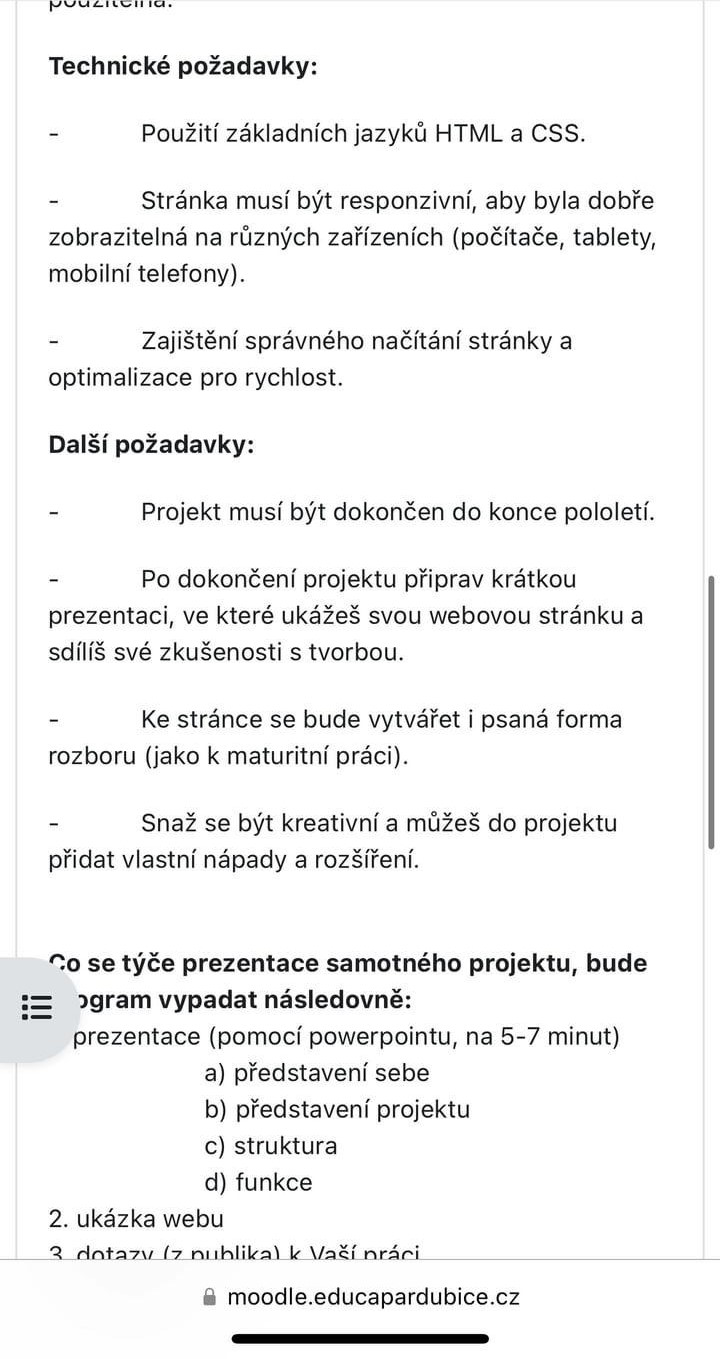 Technické požadavky:
- Použití základních jazyků HTML a CSS.
- Stránka musí být responzivní, aby byla dobře
zobrazitelná na různých zařízeních (počítače, tablety,
mobilní telefony).
- Zajištění správného načítání stránky a
optimalizace pro rychlost.
Další požadavky:
- Projekt musí být dokončen do konce pololetí.
- Po dokončení projektu připrav krátkou
prezentaci, ve které ukážeš svou webovou stránku a
sdílíš své zkušenosti s tvorbou.
- Ke stránce se bude vytvářet i psaná forma
rozboru (jako k maturitní práci).
- Snaž se být kreativní a můžeš do projektu
přidat vlastní nápady a rozšíření.
Co se týče prezentace samotného projektu, bude
ogram vypadat následovně:
prezentace (pomocí powerpointu, na 5-7 minut)
a) představení sebe
b) představení projektu
c) struktura
d) funkce
2. ukázka webu
3. dotazy (z publika) k Vaší práci
moodle.educapardubice.cz